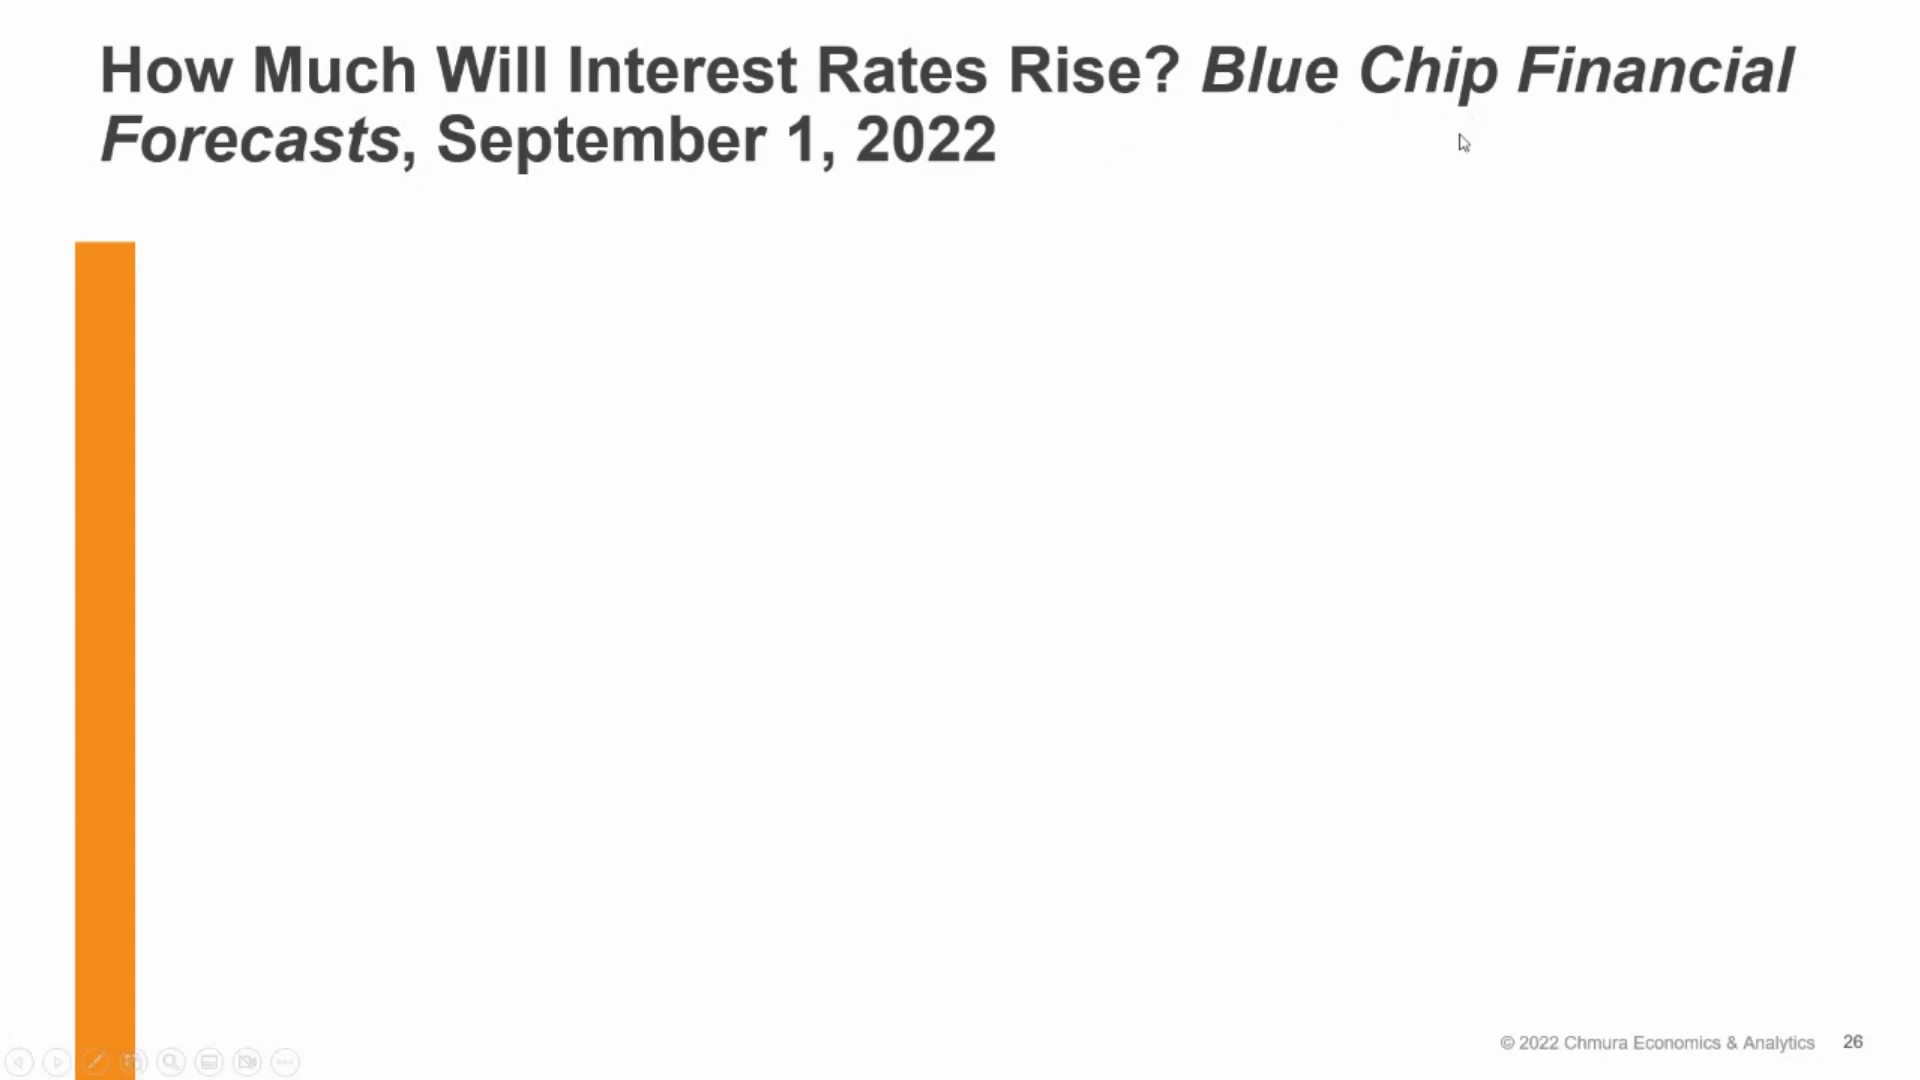 How Much Will Interest Rates Rise? Blue Chip Financial
Forecasts, September 1, 2022
© 2022 Chmura Economics & Analytics 26